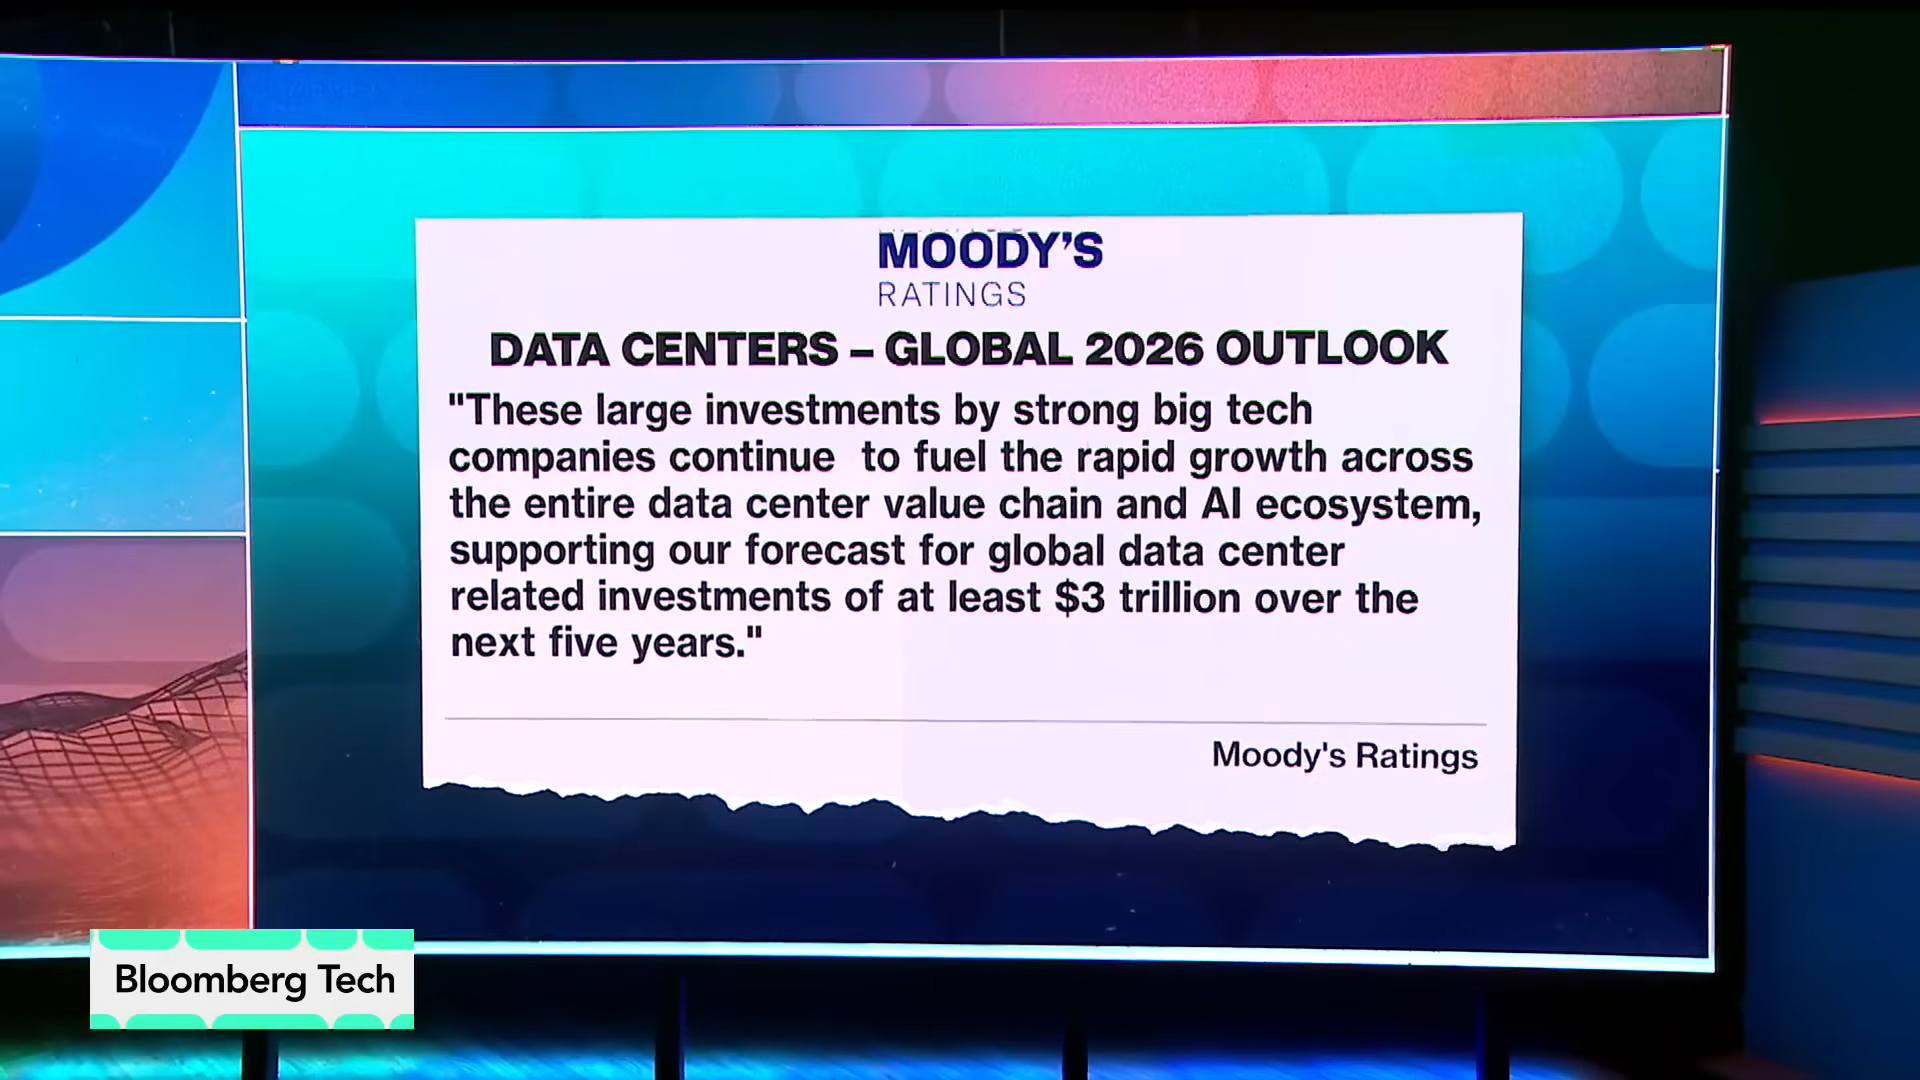 MOODY'S
RATINGS
DATA CENTERS – GLOBAL 2026 OUTLOOK
"These large investments by strong big tech
companies continue  to fuel the rapid growth across
the entire data center value chain and AI ecosystem,
supporting our forecast for global data center
related investments of at least $3 trillion over the
next five years."
Moody's Ratings
Bloomberg Tech